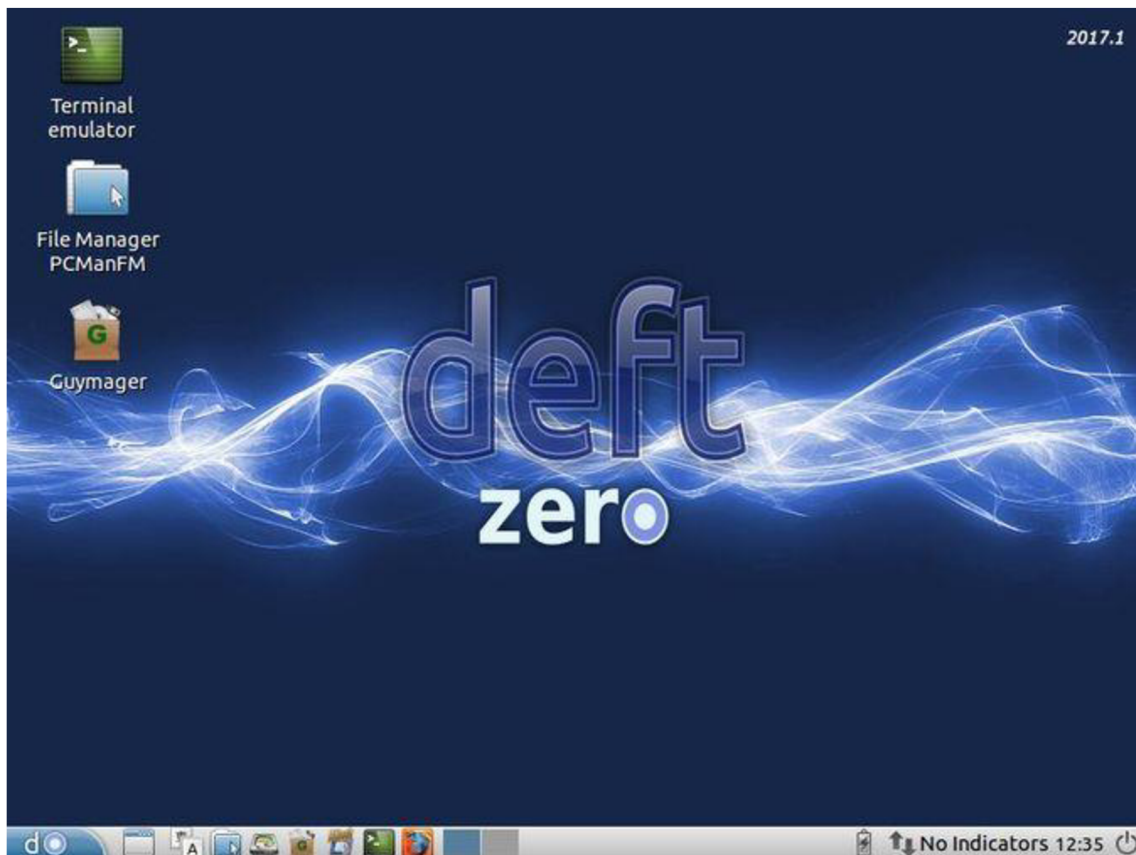 2017.1
>_
Terminal
emulator
File Manager
PCManFM
G
Guymager
deft
zero
d
A
G
>_
No Indicators 12:35